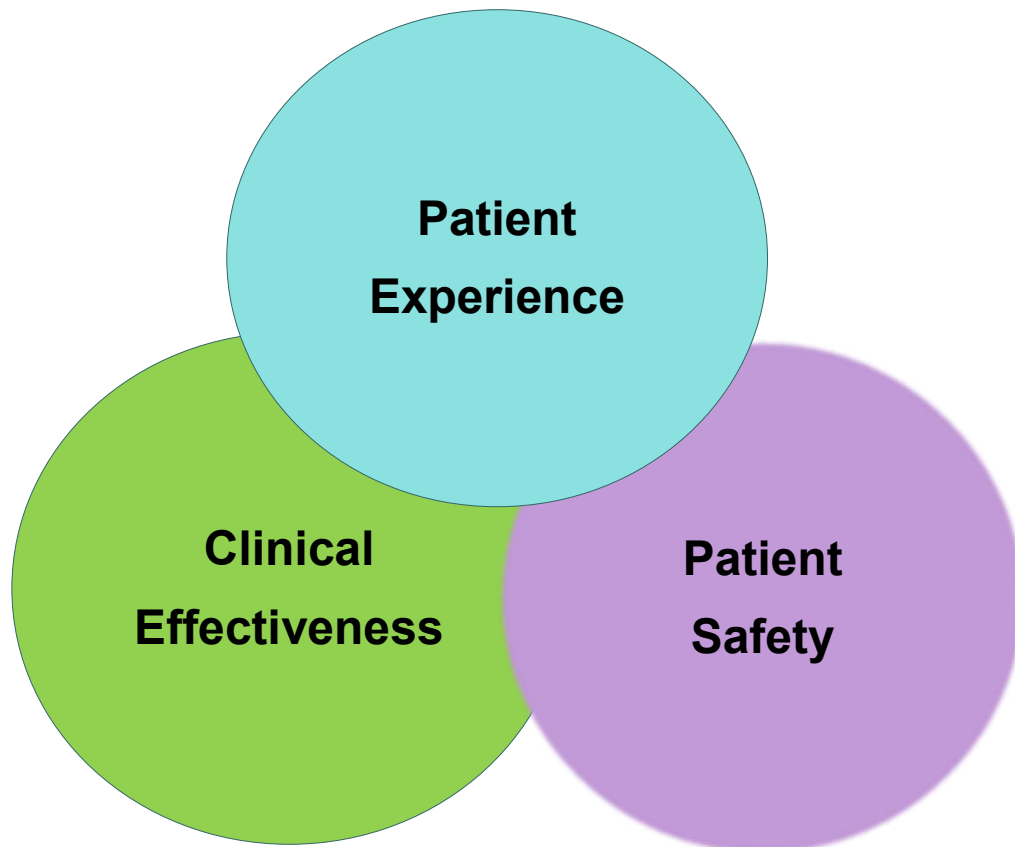 Patient
Experience
Clinical
Effectiveness
Patient
Safety